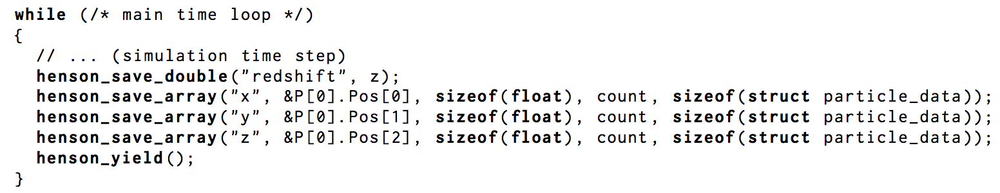 while (/* main time loop */)
{
  // ... (simulation time step)
  henson_save_double("redshift", z);
  henson_save_array("x", &P[0].Pos[0], sizeof(float), count, sizeof(struct particle_data));
  henson_save_array("y", &P[0].Pos[1], sizeof(float), count, sizeof(struct particle_data));
  henson_save_array("z", &P[0].Pos[2], sizeof(float), count, sizeof(struct particle_data));
  henson_yield();
}